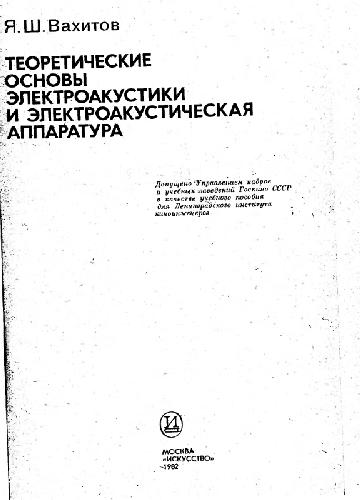 Я.Ш.Вахитов
ТЕОРЕТИЧЕСКИЕ
ОСНОВЫ
ЭЛЕКТРОАКУСТИКИ
И ЭЛЕКТРОАКУСТИЧЕСКАЯ
АППАРАТУРА
Допущено Управлением кадров
и учебных заведений Госкино СССР
в качестве учебного пособия
для Ленинградского института
киноинженеров
И
МОСКВА
«ИСКУССТВО»
1982